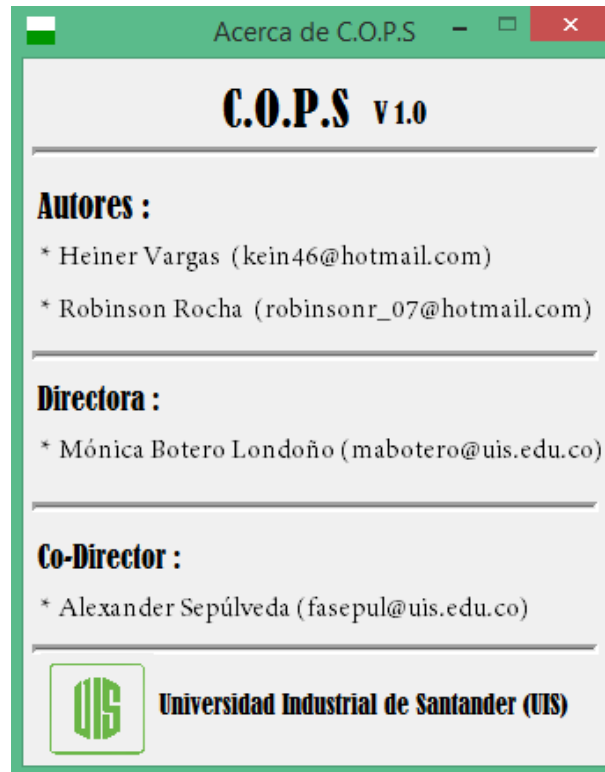 Acerca de C.O.P.S
C.O.P.S V 1.0
Autores :
* Heiner Vargas (kein46@hotmail.com)
* Robinson Rocha (robinsonr_07@hotmail.com)
Directora :
* Mónica Botero Londoño (mabotero@uis.edu.co)
Co-Director :
* Alexander Sepúlveda (fasepul@uis.edu.co)
UIS Universidad Industrial de Santander (UIS)